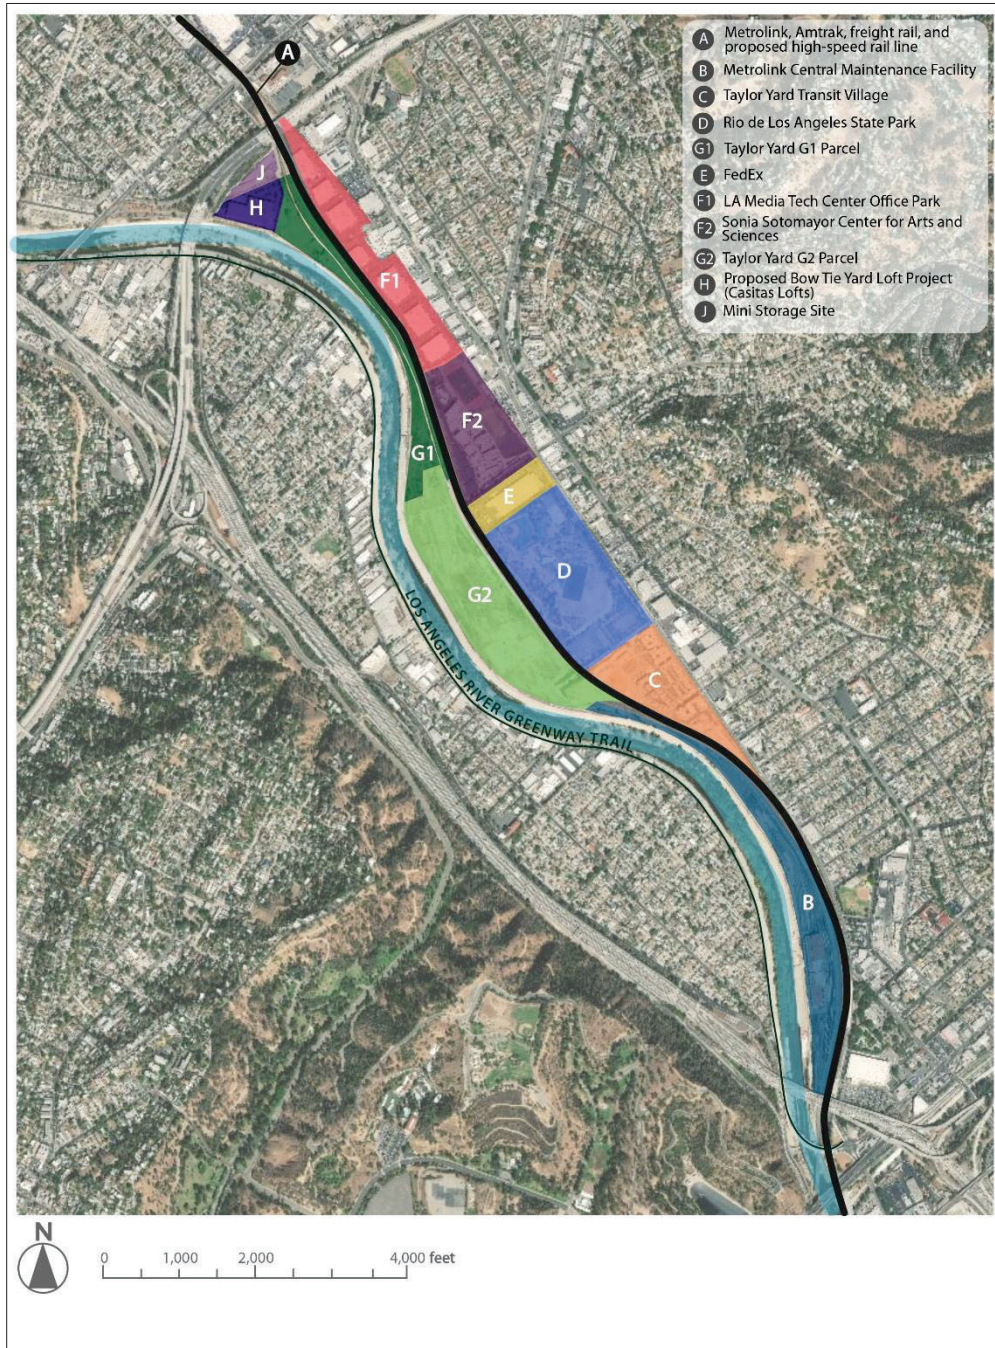 A
A Metrolink, Amtrak, freight rail, and
proposed high-speed rail line
B Metrolink Central Maintenance Facility
C Taylor Yard Transit Village
D Rio de Los Angeles State Park
G1 Taylor Yard G1 Parcel
E FedEx
F1 LA Media Tech Center Office Park
F2 Sonia Sotomayor Center for Arts and
Sciences
G2 Taylor Yard G2 Parcel
H Proposed Bow Tie Yard Loft Project
(Casitas Lofts)
J Mini Storage Site
J
H
F1
F2
G1
E
D
G2
C
LOS ANGELES RIVER GREENWAY TRAIL
B
N
0 1,000 2,000 4,000 feet